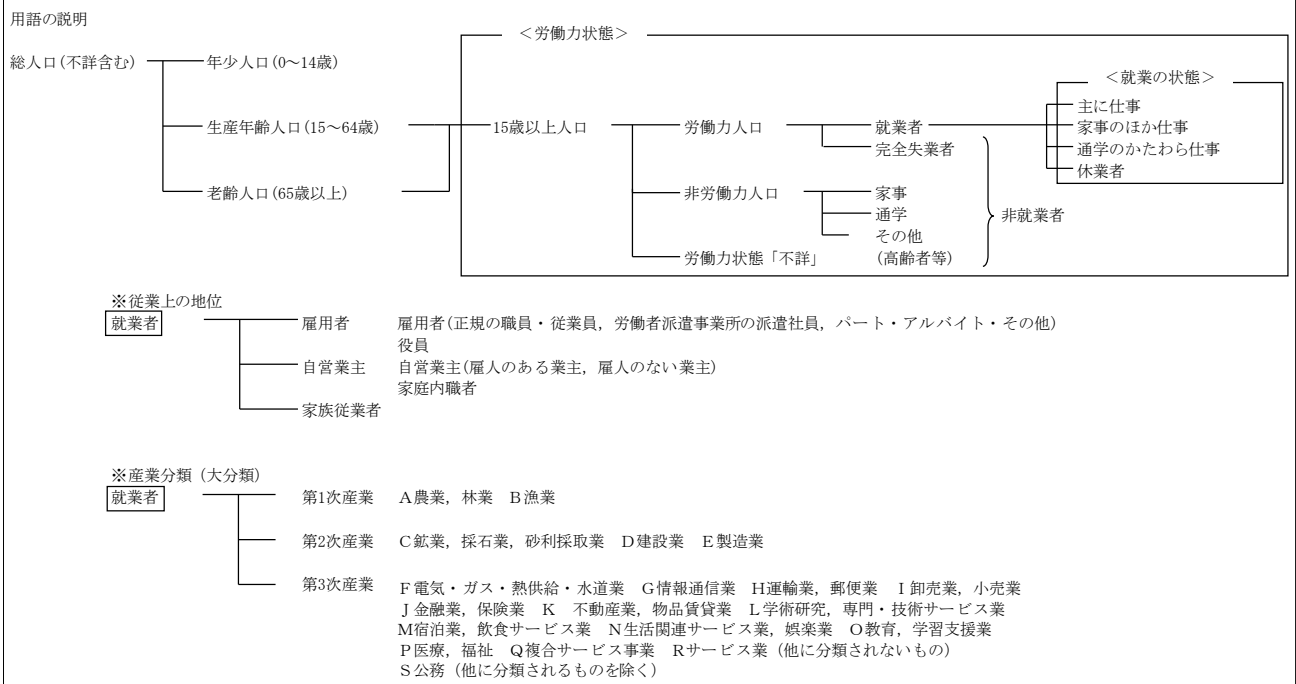 用語の説明
＜労働力状態＞
総人口(不詳含む) 年少人口(0～14歳)
＜就業の状態＞
主に仕事
生産年齢人口(15～64歳) 15歳以上人口 労働力人口 就業者 家事のほか仕事
完全失業者 通学のかたわら仕事
休業者
老齢人口(65歳以上) 非労働力人口 家事
通学 非就業者
その他
労働力状態「不詳」 (高齢者等)
※従業上の地位
就業者 雇用者 雇用者(正規の職員・従業員，労働者派遣事業所の派遣社員，パート・アルバイト・その他)
役員
自営業主 自営業主(雇人のある業主，雇人のない業主)
家庭内職者
家族従業者
※産業分類（大分類）
就業者 第1次産業 Ａ農業，林業 Ｂ漁業
第2次産業 Ｃ鉱業，採石業，砂利採取業 Ｄ建設業 Ｅ製造業
第3次産業 Ｆ電気・ガス・熱供給・水道業 Ｇ情報通信業 Ｈ運輸業，郵便業 Ｉ卸売業，小売業
Ｊ金融業，保険業 Ｋ 不動産業，物品賃貸業 Ｌ学術研究，専門・技術サービス業
Ｍ宿泊業，飲食サービス業 Ｎ生活関連サービス業，娯楽業 Ｏ教育，学習支援業
Ｐ医療，福祉 Ｑ複合サービス事業 Ｒサービス業（他に分類されないもの）
Ｓ公務（他に分類されるものを除く）